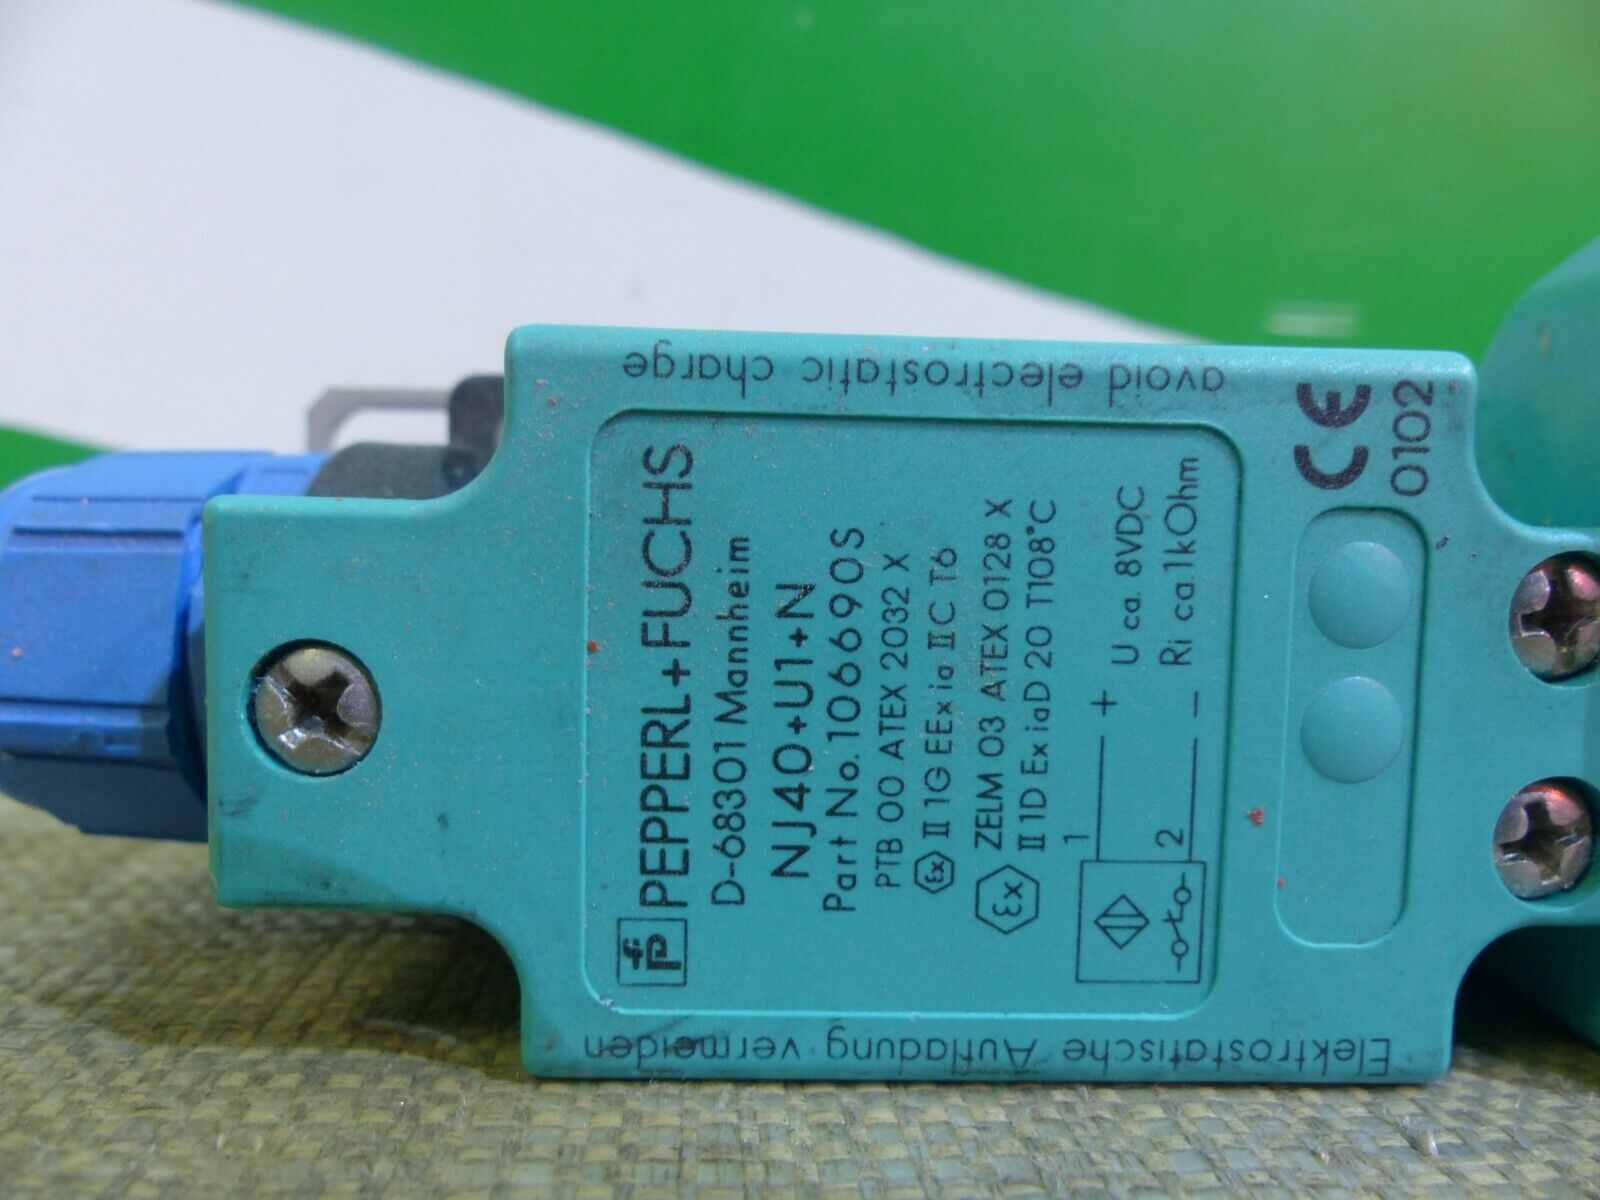 avoid electrostatic charge
PEPPERL+FUCHS
D-68301 Mannheim
NJ40+U1+N
Part No. 106690S
PTB 00 ATEX 2032 X
Ex II 1G EEx ia IIC T6
ZELM 03 ATEX 0128 X
Ex II 1D Ex iaD 20 T108°C
1 + U ca. 8VDC
2 − Ri ca.1kOhm
CE
0102
Elektrostatische Aufladung vermeiden